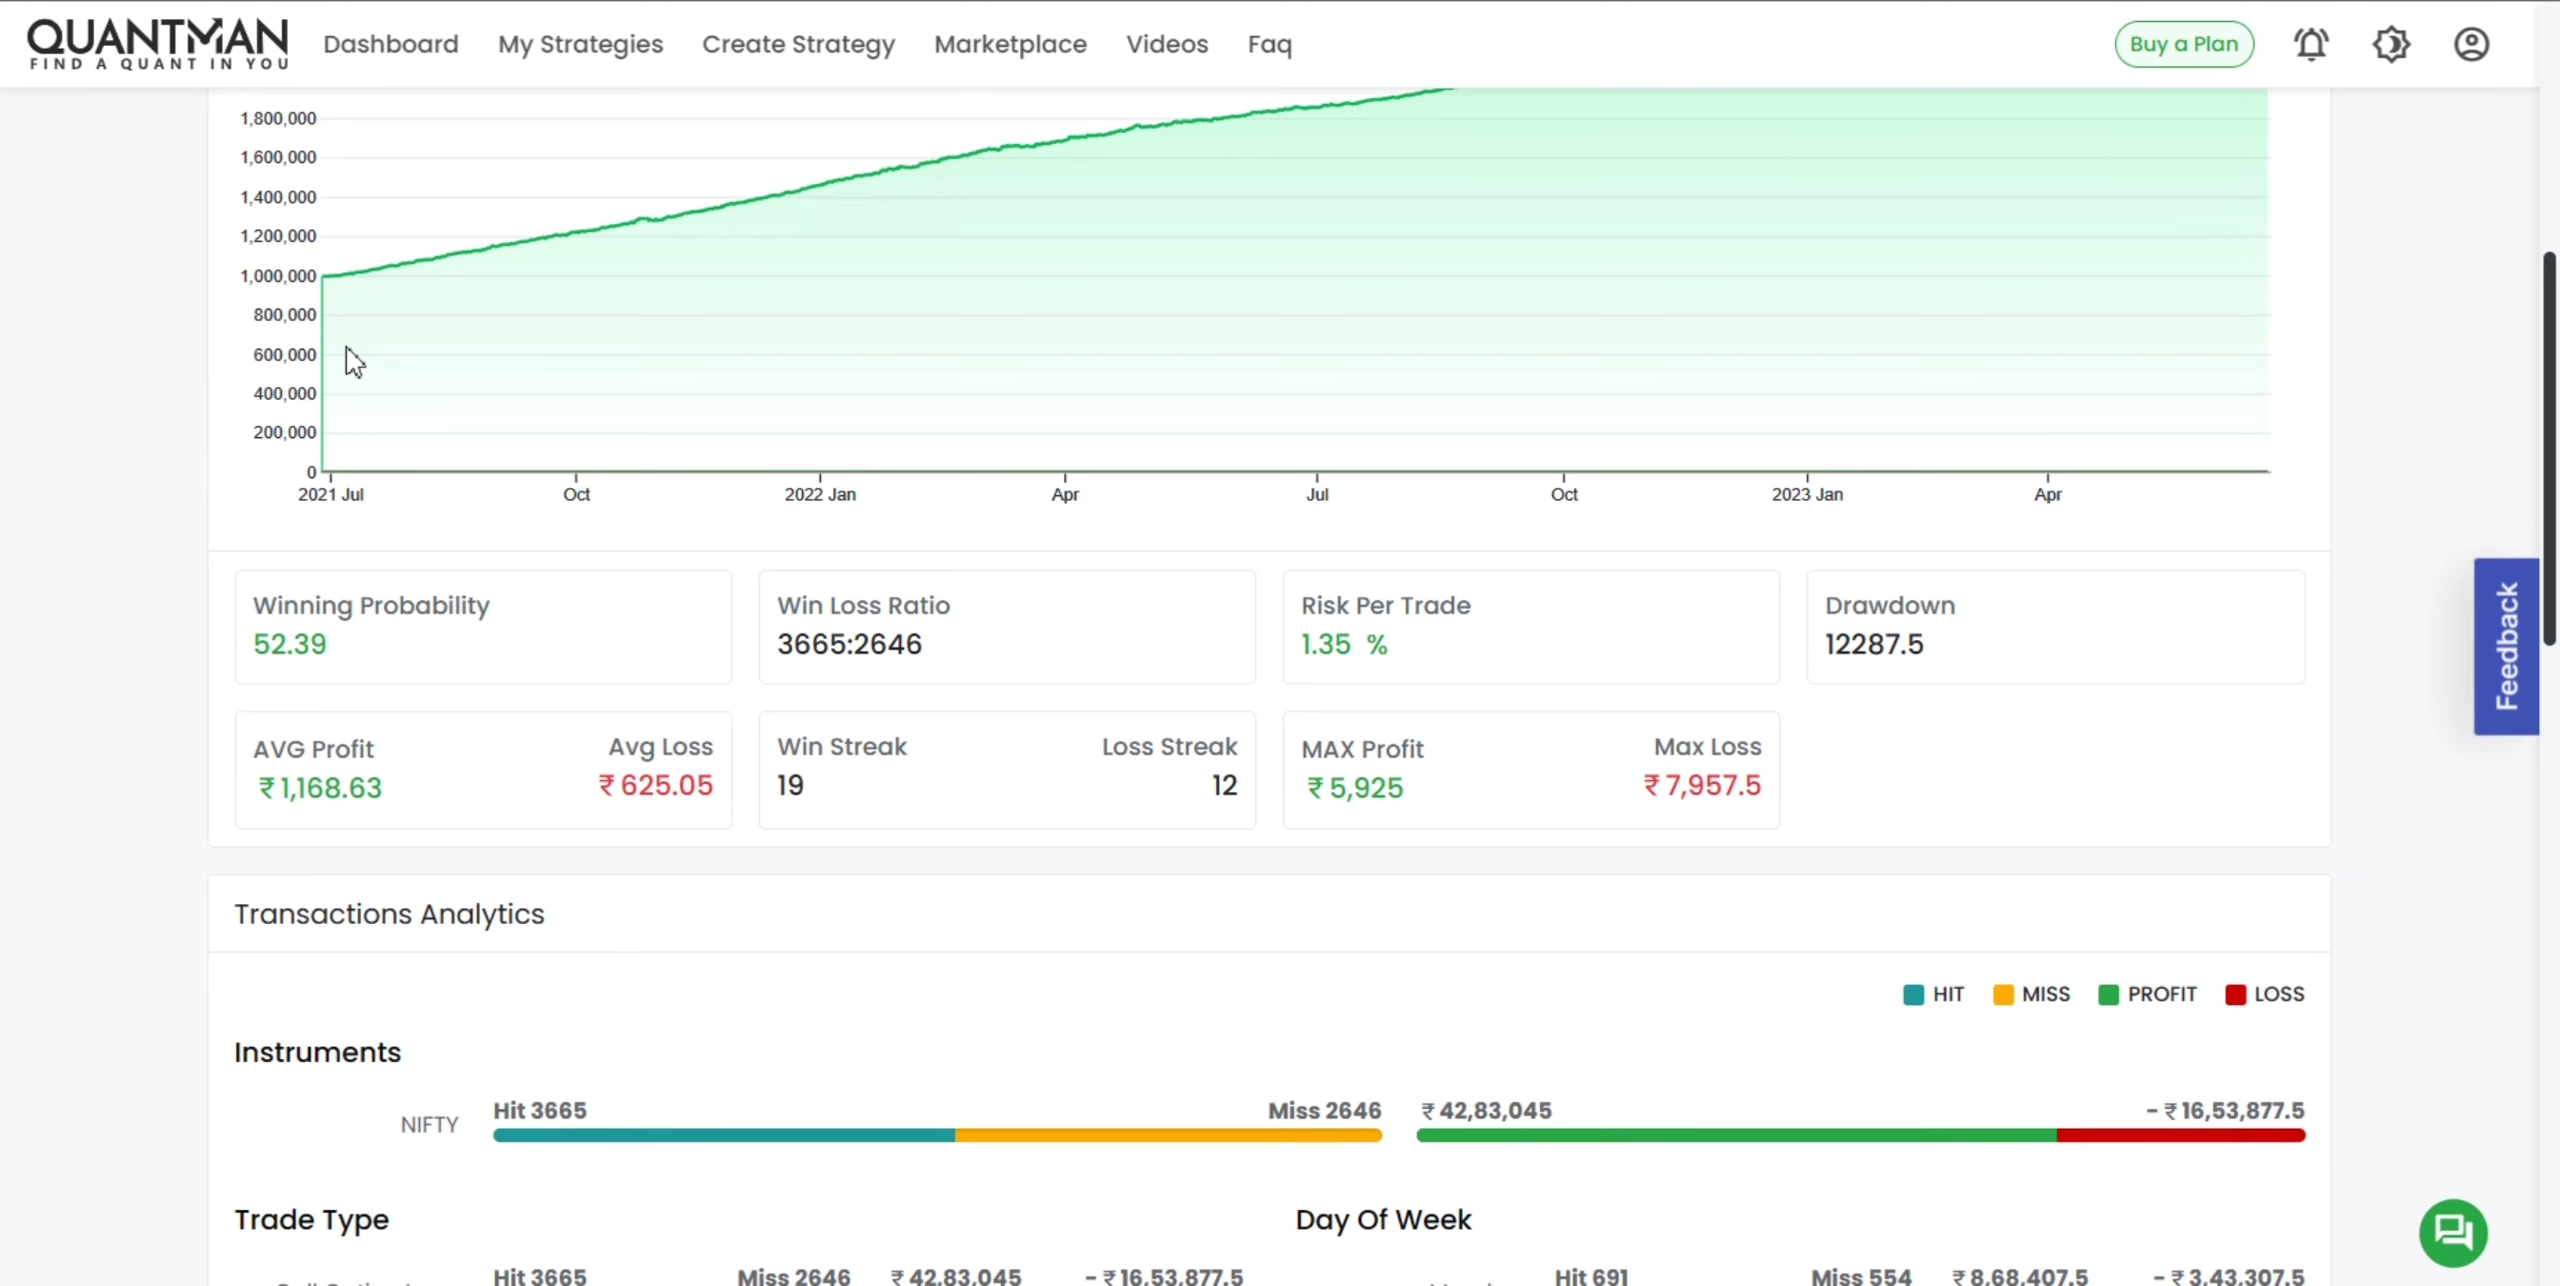 QUANTMAN
FIND A QUANT IN YOU
Dashboard My Strategies Create Strategy Marketplace Videos Faq Buy a Plan
1,800,000
1,600,000
1,400,000
1,200,000
1,000,000
800,000
600,000
400,000
200,000
0
2021 Jul Oct 2022 Jan Apr Jul Oct 2023 Jan Apr
Feedback
Winning Probability Win Loss Ratio Risk Per Trade Drawdown
52.39 3665:2646 1.35 % 12287.5
AVG Profit Avg Loss Win Streak Loss Streak MAX Profit Max Loss
₹ 1,168.63 ₹ 625.05 19 12 ₹ 5,925 ₹ 7,957.5
Transactions Analytics
HIT MISS PROFIT LOSS
Instruments
NIFTY Hit 3665 Miss 2646 ₹ 42,83,045 - ₹ 16,53,877.5
Trade Type Day Of Week
Hit 3665 Miss 2646 ₹ 42,83,045 - ₹ 16,53,877.5 Hit 691 Miss 554 ₹ 8,68,407.5 - ₹ 3,43,307.5